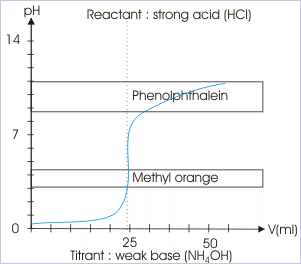 pH
Reactant : strong acid (HCl)
14
Phenolphthalein
7
Methyl orange
0
25
50
V(ml)
Titrant : weak base (NH₄OH)